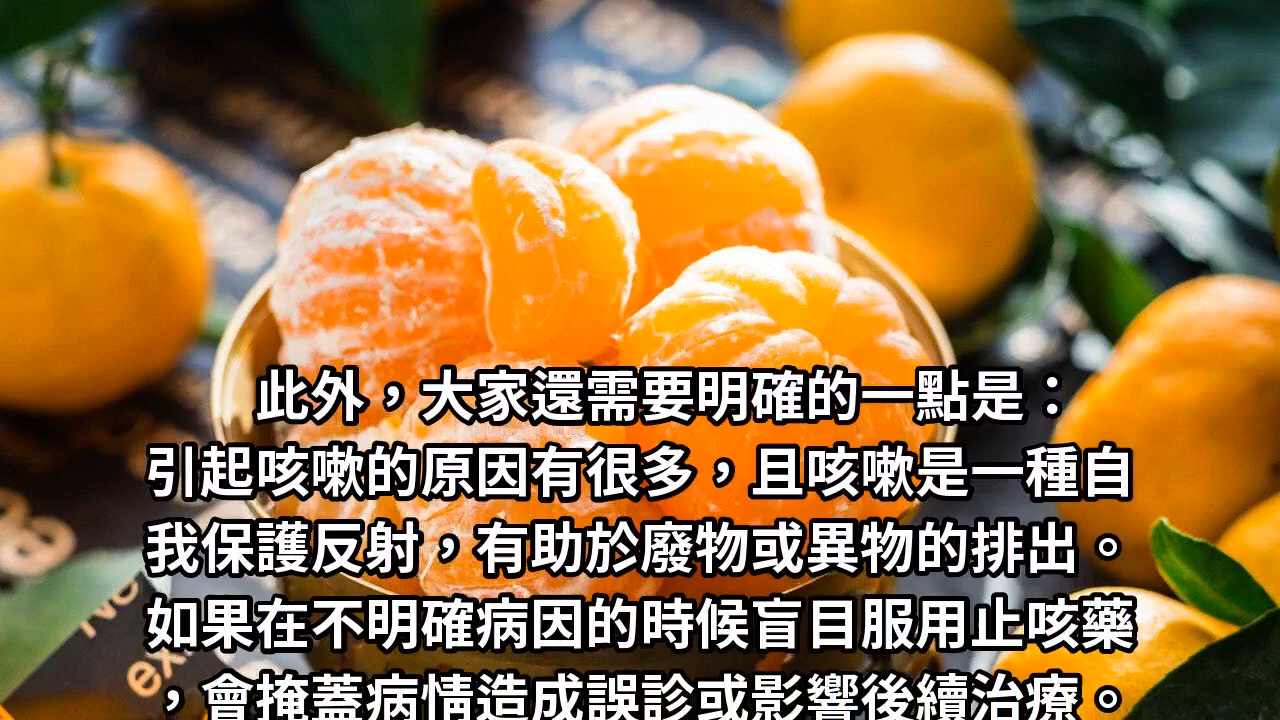 此外，大家還需要明確的一點是：
引起咳嗽的原因有很多，且咳嗽是一種自
我保護反射，有助於廢物或異物的排出。
如果在不明確病因的時候盲目服用止咳藥
，會掩蓋病情造成誤診或影響後續治療。